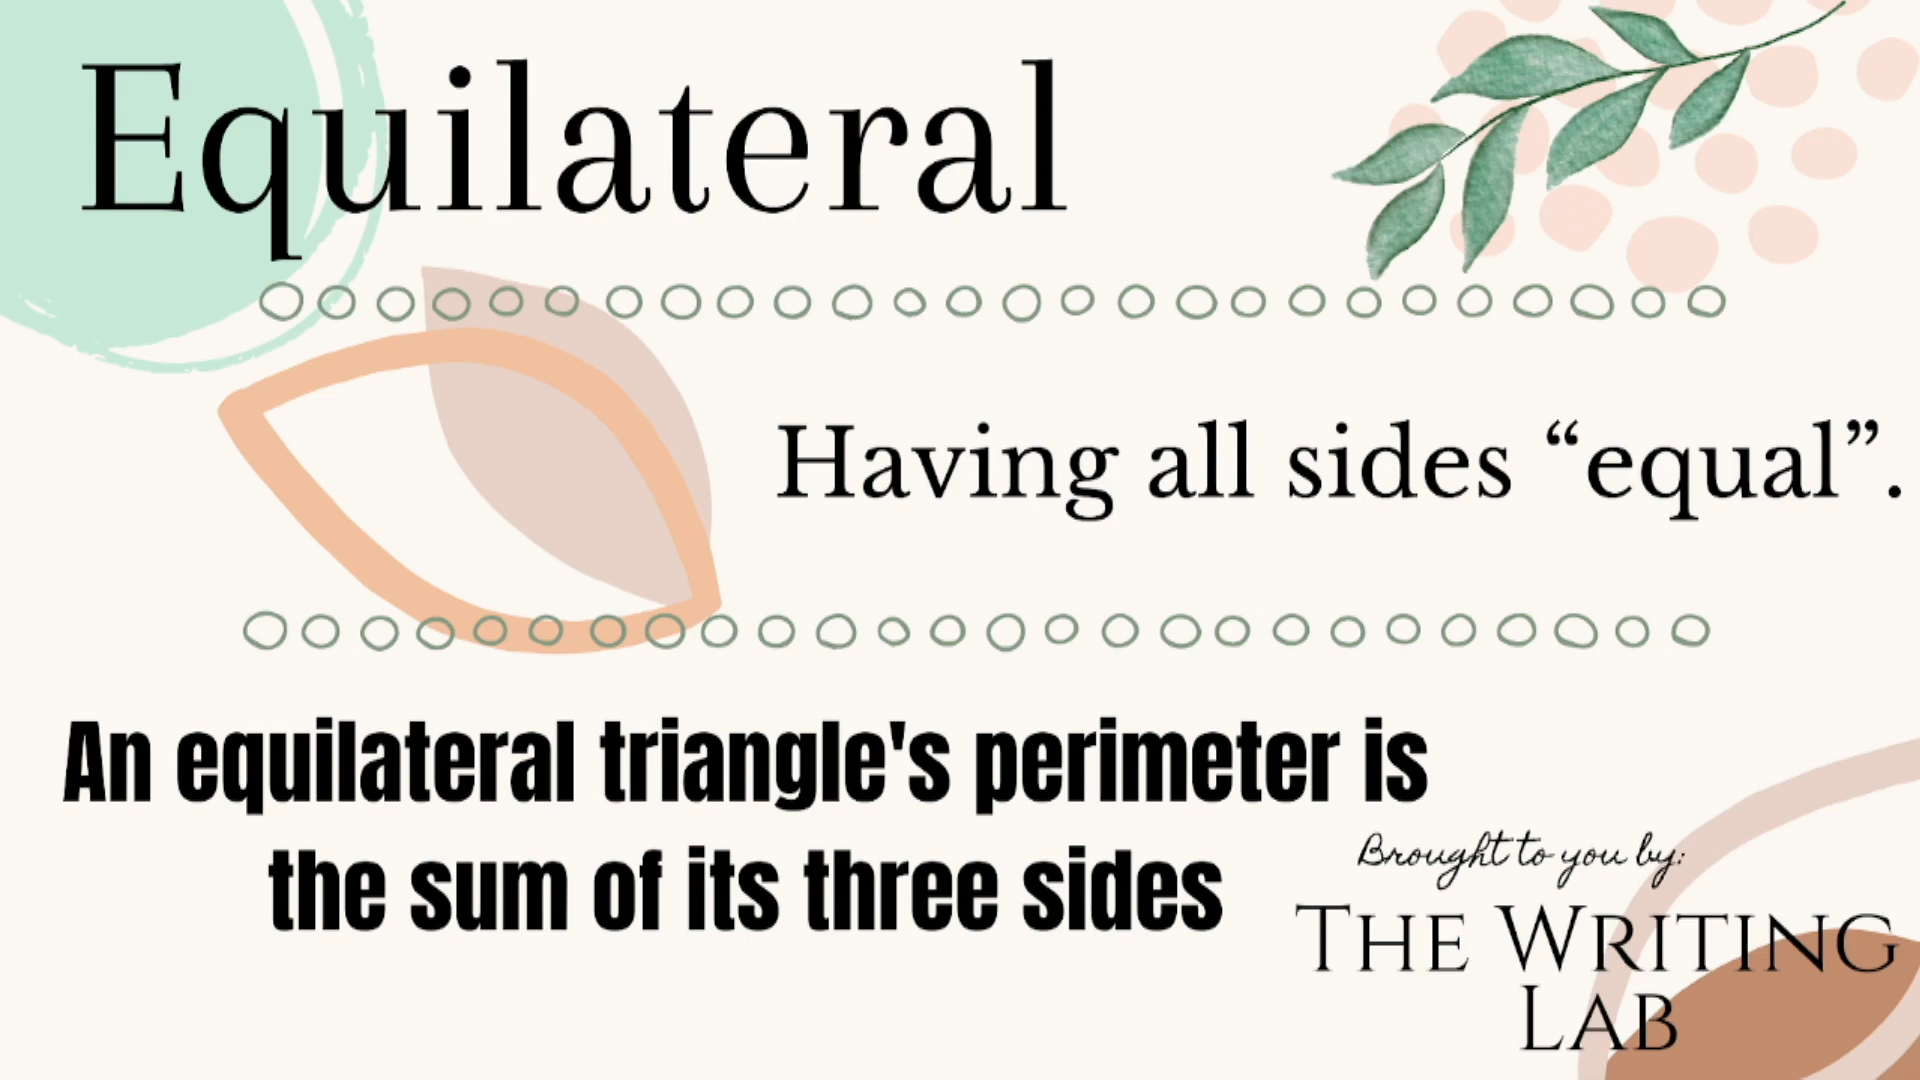 Equilateral
Having all sides “equal”.
An equilateral triangle's perimeter is
the sum of its three sides
Brought to you by:
THE WRITING
LAB